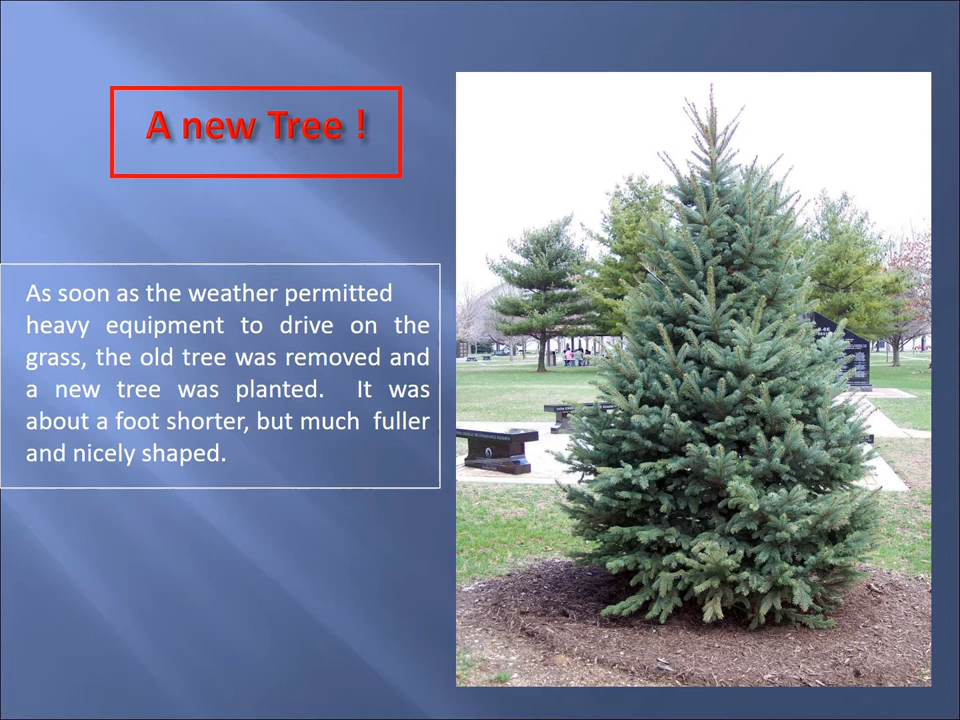 A new Tree !
As soon as the weather permitted
heavy equipment to drive on the
grass, the old tree was removed and
a new tree was planted. It was
about a foot shorter, but much fuller
and nicely shaped.